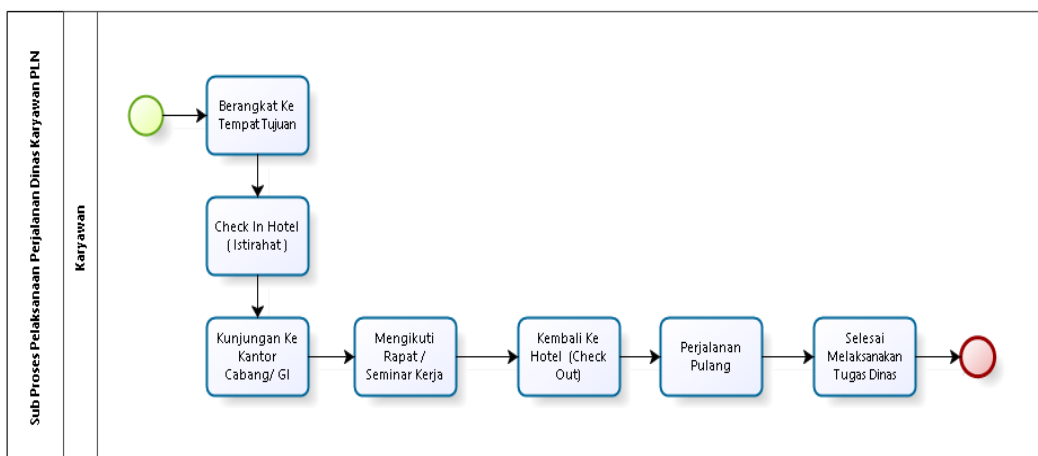 Sub Proses Pelaksanaan Perjalanan Dinas Karyawan PLN
Karyawan
Berangkat Ke
Tempat Tujuan
Check In Hotel
( Istirahat )
Kunjungan Ke
Kantor
Cabang/ GI
Mengikuti
Rapat /
Seminar Kerja
Kembali Ke
Hotel (Check
Out)
Perjalanan
Pulang
Selesai
Melaksanakan
Tugas Dinas